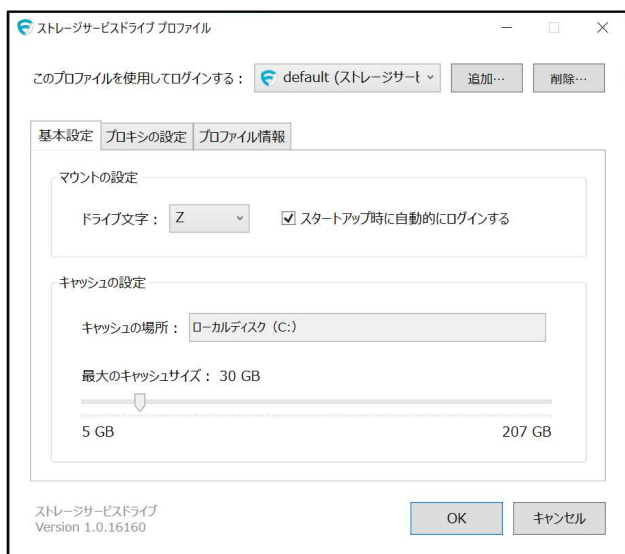 ストレージサービスドライブ プロファイル
このプロファイルを使用してログインする： default (ストレージサーt 追加… 削除…
基本設定 プロキシの設定 プロファイル情報
マウントの設定
ドライブ文字： Z スタートアップ時に自動的にログインする
キャッシュの設定
キャッシュの場所： ローカルディスク (C:)
最大のキャッシュサイズ： 30 GB
5 GB 207 GB
ストレージサービスドライブ
Version 1.0.16160
OK キャンセル